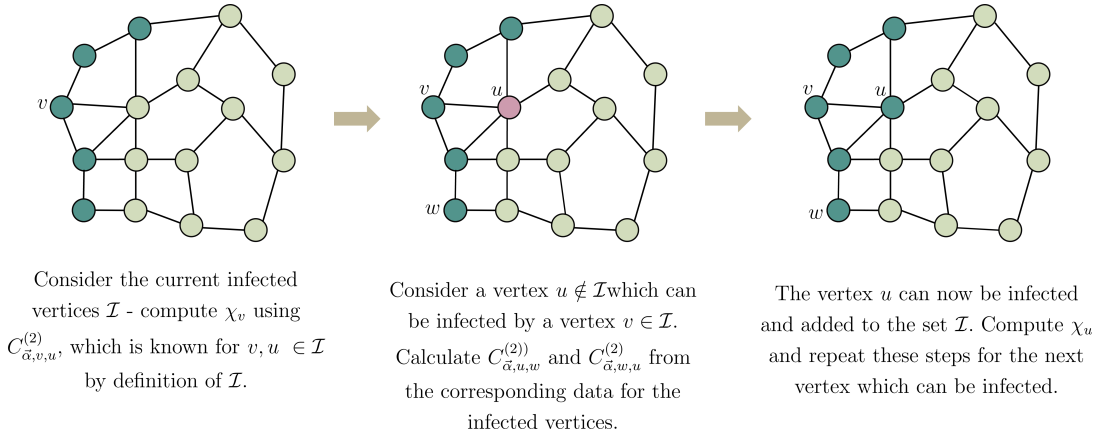 v
Consider the current infected
vertices ℐ - compute χ_v using
C^{(2)}_{\vec{α},v,u}, which is known for v, u ∈ ℐ
by definition of ℐ.
v
u
w
Consider a vertex u ∉ ℐwhich can
be infected by a vertex v ∈ ℐ.
Calculate C^{(2))}_{\vec{α},u,w} and C^{(2)}_{\vec{α},w,u} from
the corresponding data for the
infected vertices.
v
u
w
The vertex u can now be infected
and added to the set ℐ. Compute χ_u
and repeat these steps for the next
vertex which can be infected.